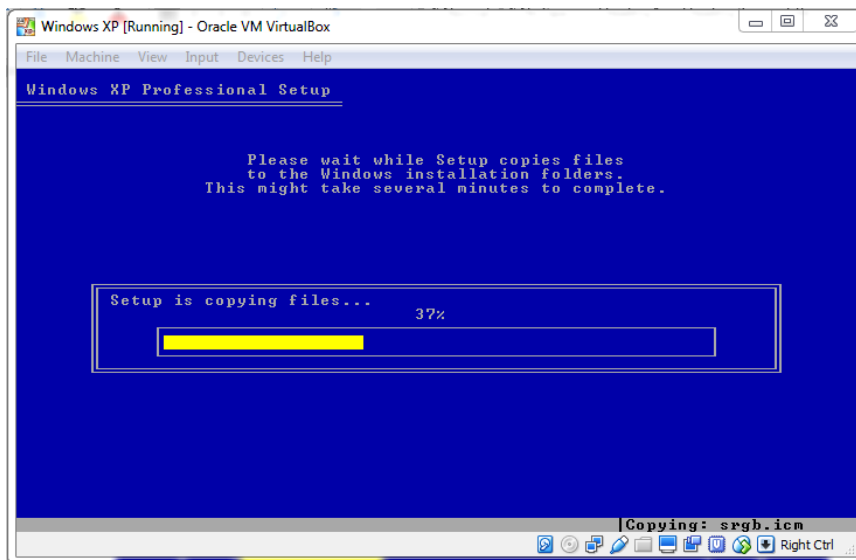 Windows XP [Running] - Oracle VM VirtualBox
File Machine View Input Devices Help
Windows XP Professional Setup
Please wait while Setup copies files
to the Windows installation folders.
This might take several minutes to complete.
Setup is copying files...
37%
Copying: srgb.icm
Right Ctrl